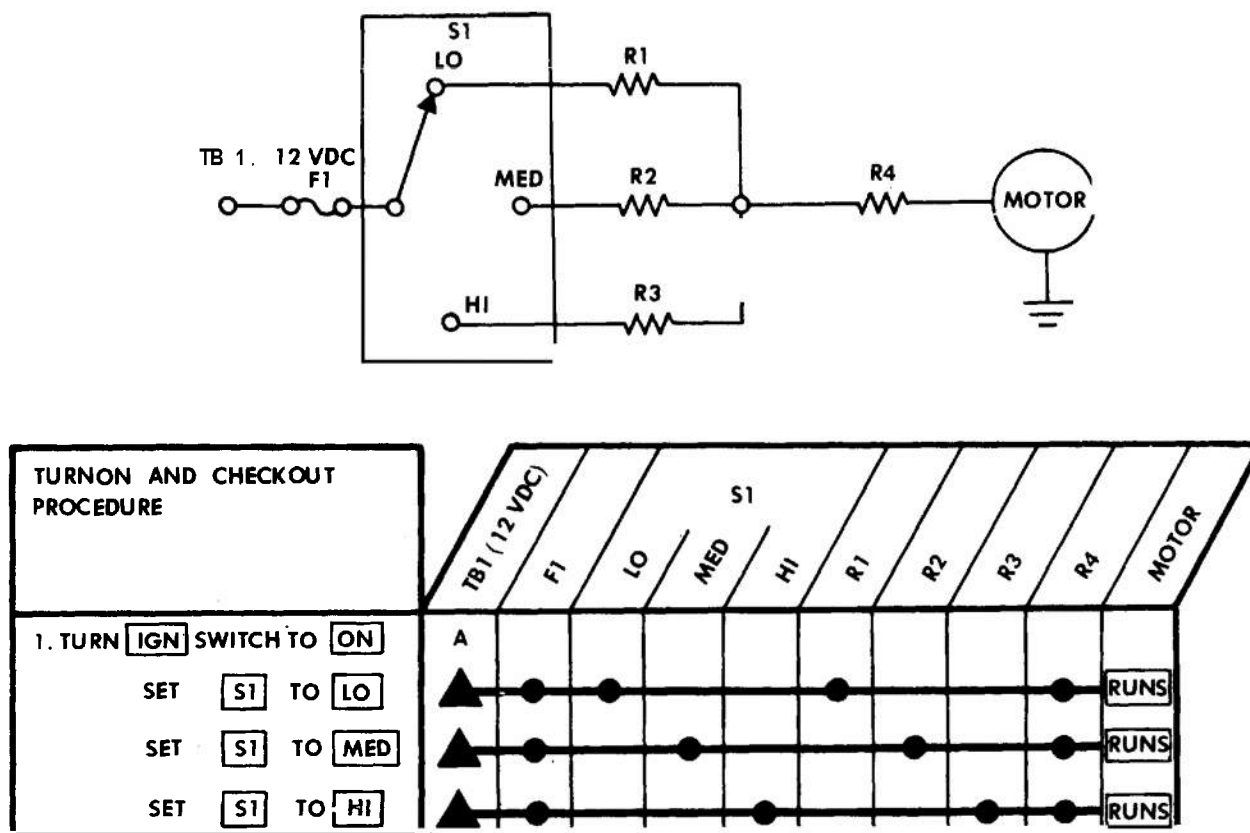 S1
LO
R1
TB 1. 12 VDC
F1
MED
R2
R4
MOTOR
HI
R3
TURNON AND CHECKOUT
PROCEDURE
TB1 (12 VDC)
F1
S1
LO
MED
HI
R1
R2
R3
R4
MOTOR
1. TURN IGN SWITCH TO ON
A
SET S1 TO LO
RUNS
SET S1 TO MED
RUNS
SET S1 TO HI
RUNS